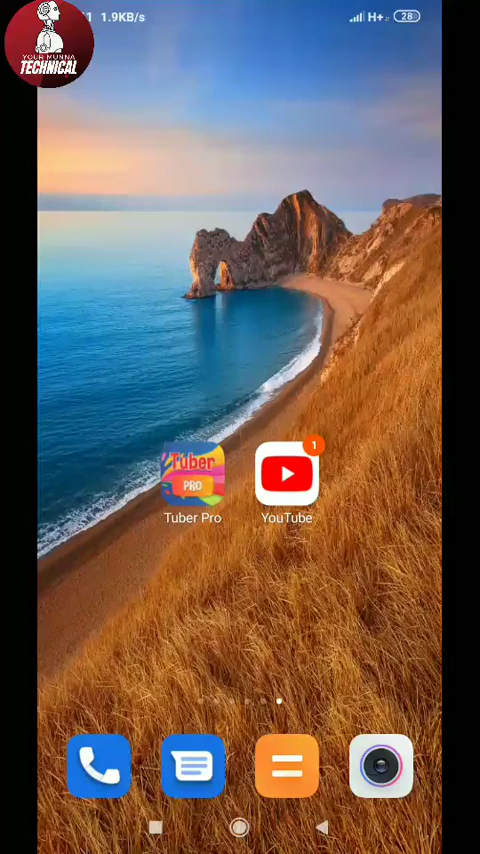 1.9KB/s
H+
28
YOUR MUNNA
TECHNICAL
Tuber
PRO
1
Tuber Pro
YouTube